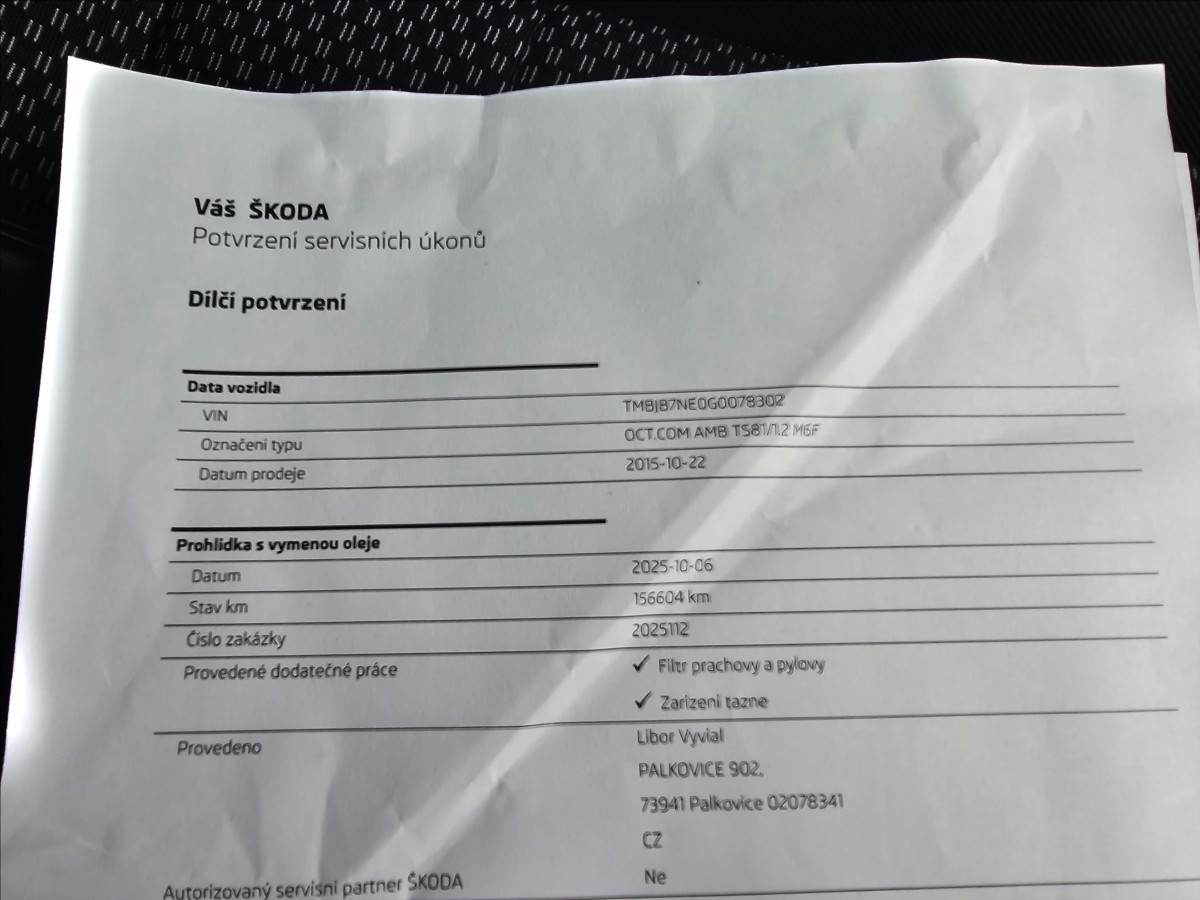 Váš ŠKODA
Potvrzení servisních úkonů
Dílčí potvrzení
Data vozidla
VIN TMBJB7NE0G0078302
Označení typu OCT.COM AMB TS81/1.2 M6F
Datum prodeje 2015-10-22
Prohlidka s vymenou oleje
Datum 2025-10-06
Stav km 156604 km
Číslo zakázky 2025112
Provedené dodatečné práce ✓ Filtr prachovy a pylovy
✓ Zarizeni tazne
Provedeno Libor Vyvial
PALKOVICE 902,
73941 Palkovice 02078341
CZ
Autorizovaný servisní partner ŠKODA Ne